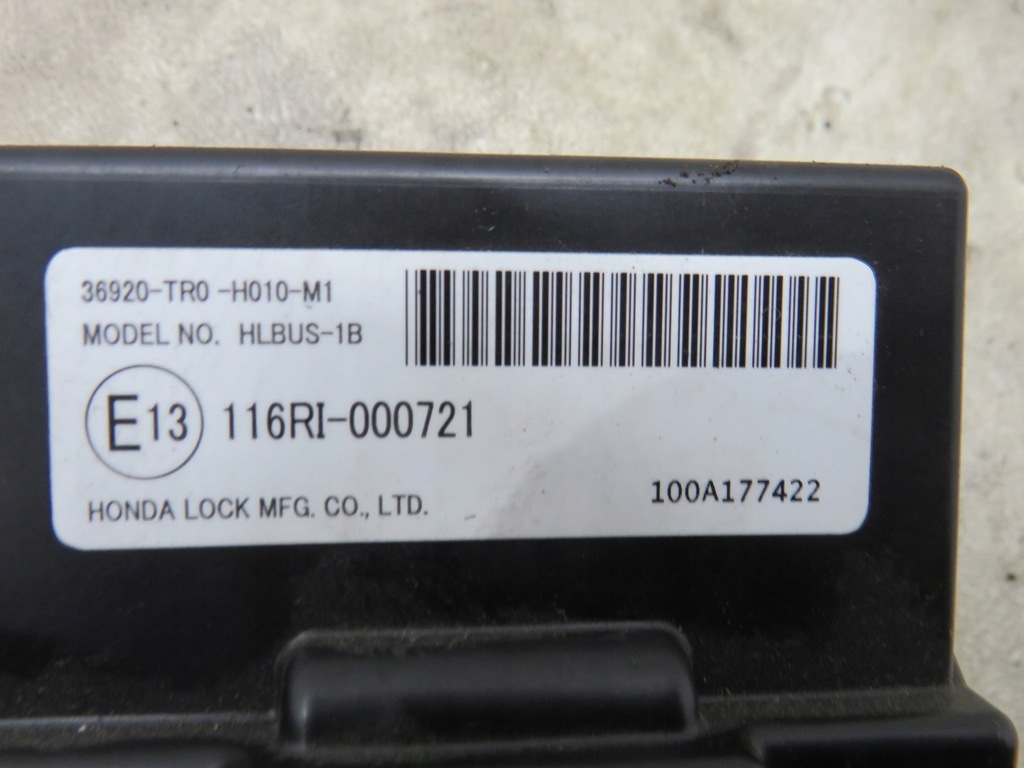 36920-TR0 -H010-M1
MODEL NO. HLBUS-1B
E13 116RI-000721
HONDA LOCK MFG. CO., LTD.
100A177422